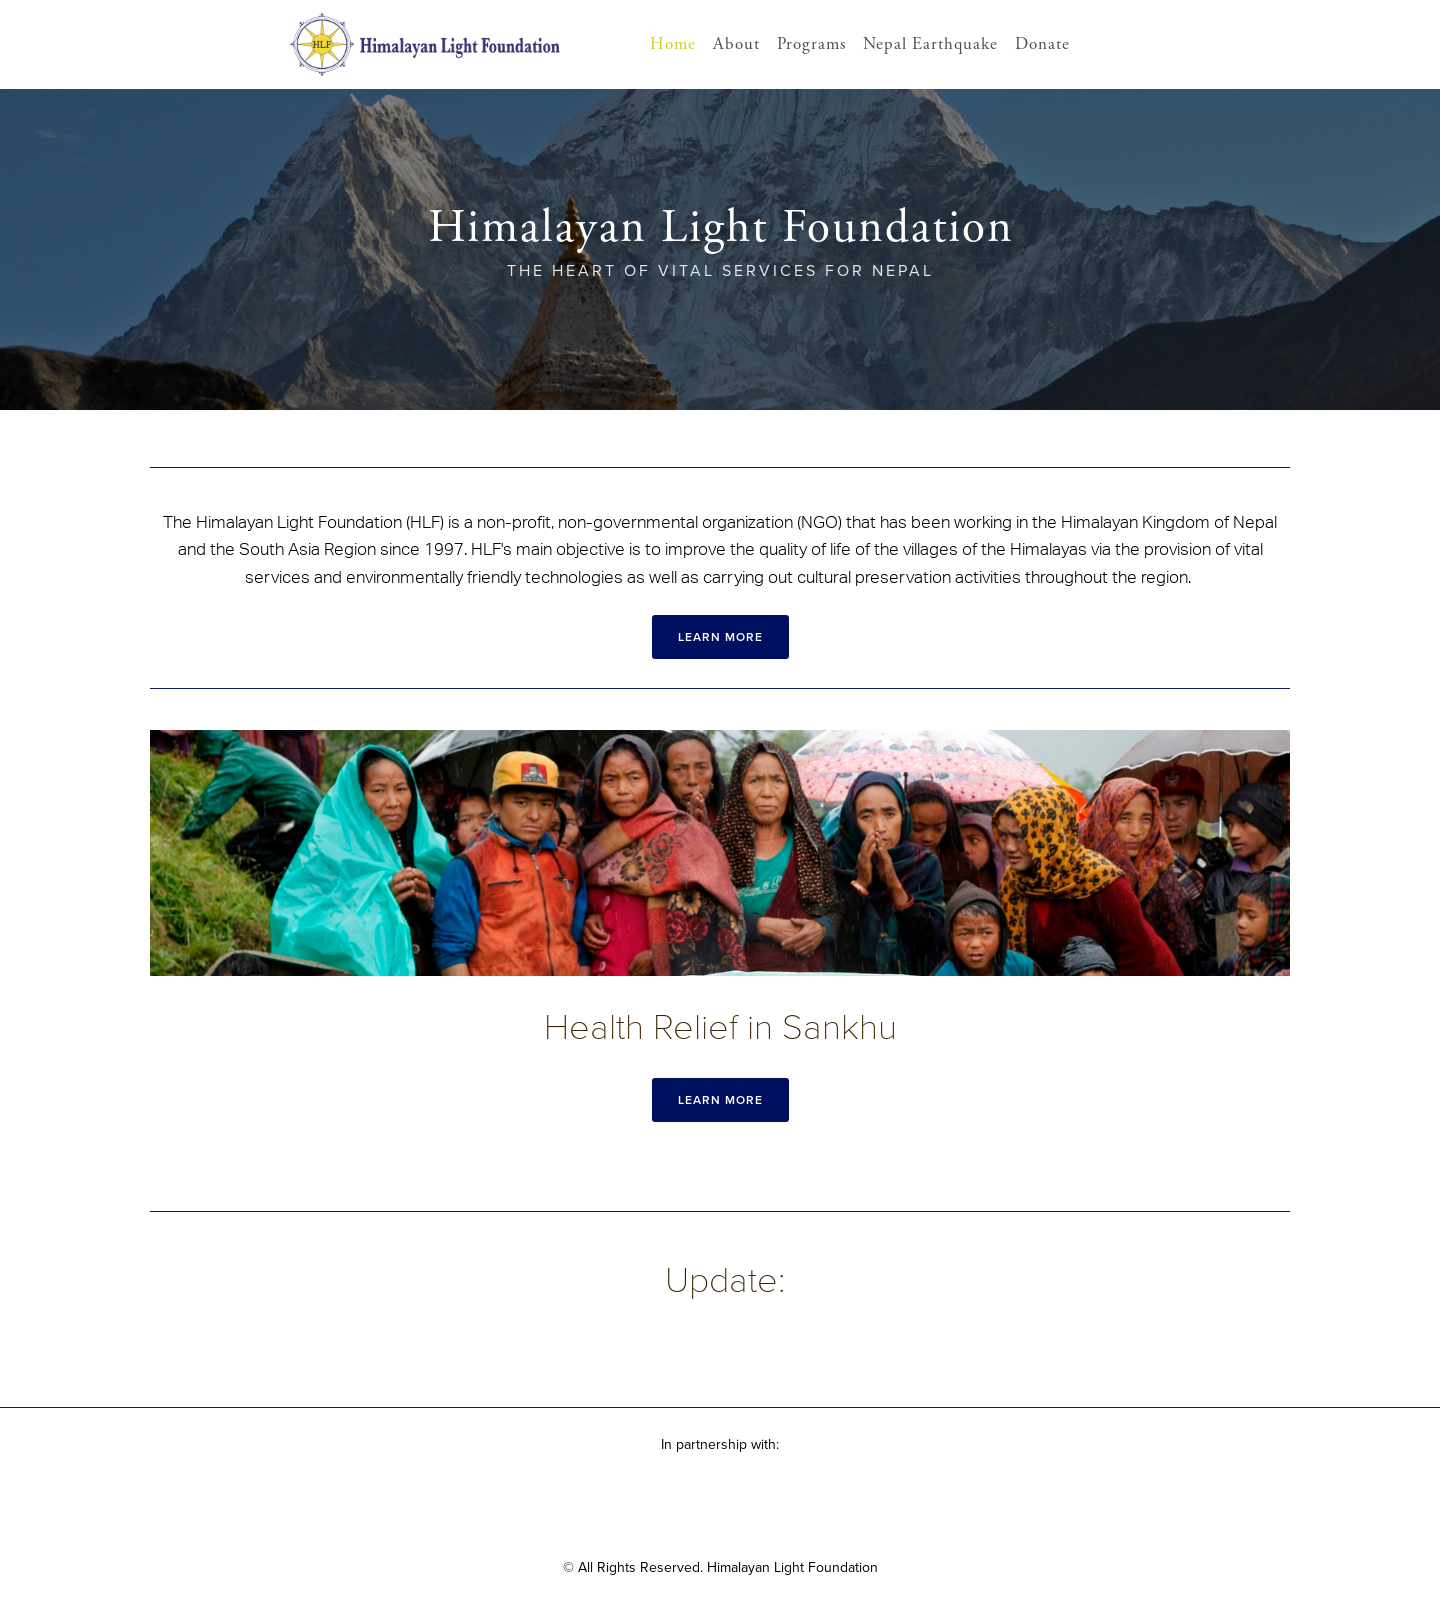 HLF Himalayan Light Foundation
Home About Programs Nepal Earthquake Donate
Himalayan Light Foundation
THE HEART OF VITAL SERVICES FOR NEPAL
The Himalayan Light Foundation (HLF) is a non-profit, non-governmental organization (NGO) that has been working in the Himalayan Kingdom of Nepal
and the South Asia Region since 1997. HLF's main objective is to improve the quality of life of the villages of the Himalayas via the provision of vital
services and environmentally friendly technologies as well as carrying out cultural preservation activities throughout the region.
LEARN MORE
Health Relief in Sankhu
LEARN MORE
Update:
In partnership with:
© All Rights Reserved. Himalayan Light Foundation